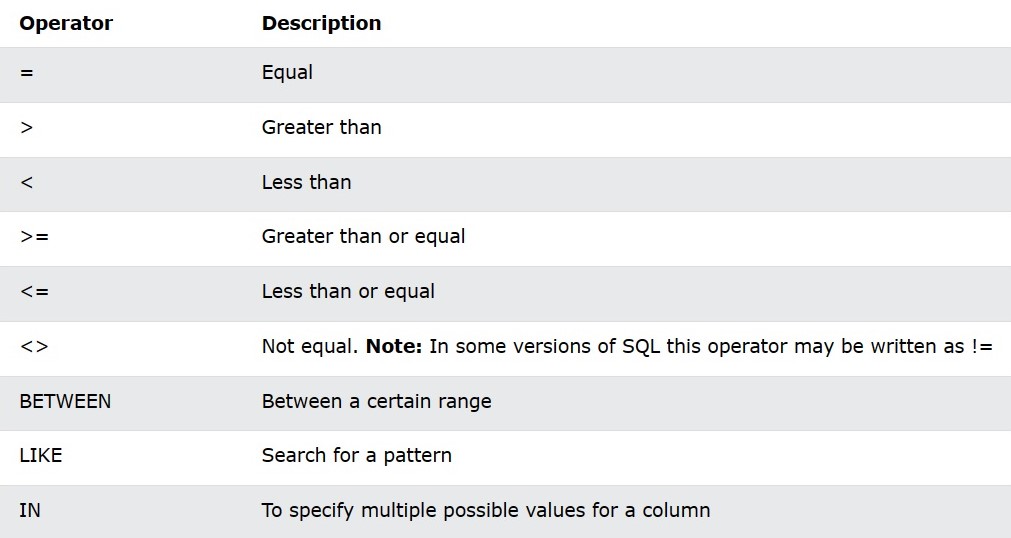 Operator Description
= Equal
> Greater than
< Less than
>= Greater than or equal
<= Less than or equal
<> Not equal. Note: In some versions of SQL this operator may be written as !=
BETWEEN Between a certain range
LIKE Search for a pattern
IN To specify multiple possible values for a column